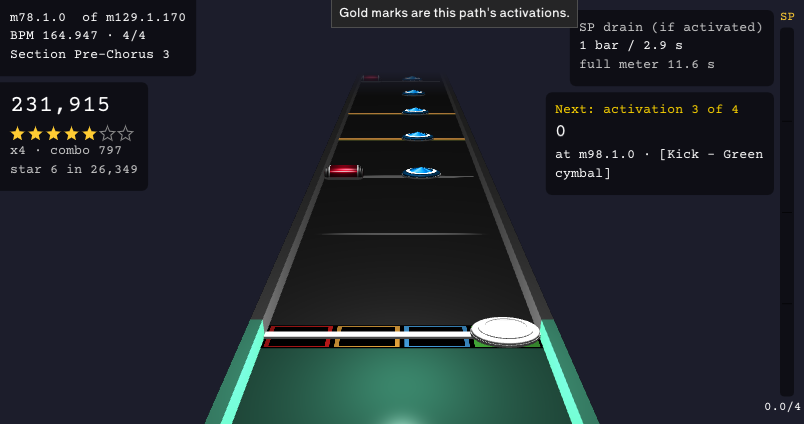 m78.1.0 of m129.1.170
BPM 164.947 · 4/4
Section Pre-Chorus 3
Gold marks are this path's activations.
SP drain (if activated)
1 bar / 2.9 s
full meter 11.6 s
SP
231,915
x4 · combo 797
star 6 in 26,349
Next: activation 3 of 4
0
at m98.1.0 · [Kick - Green
cymbal]
0.0/4